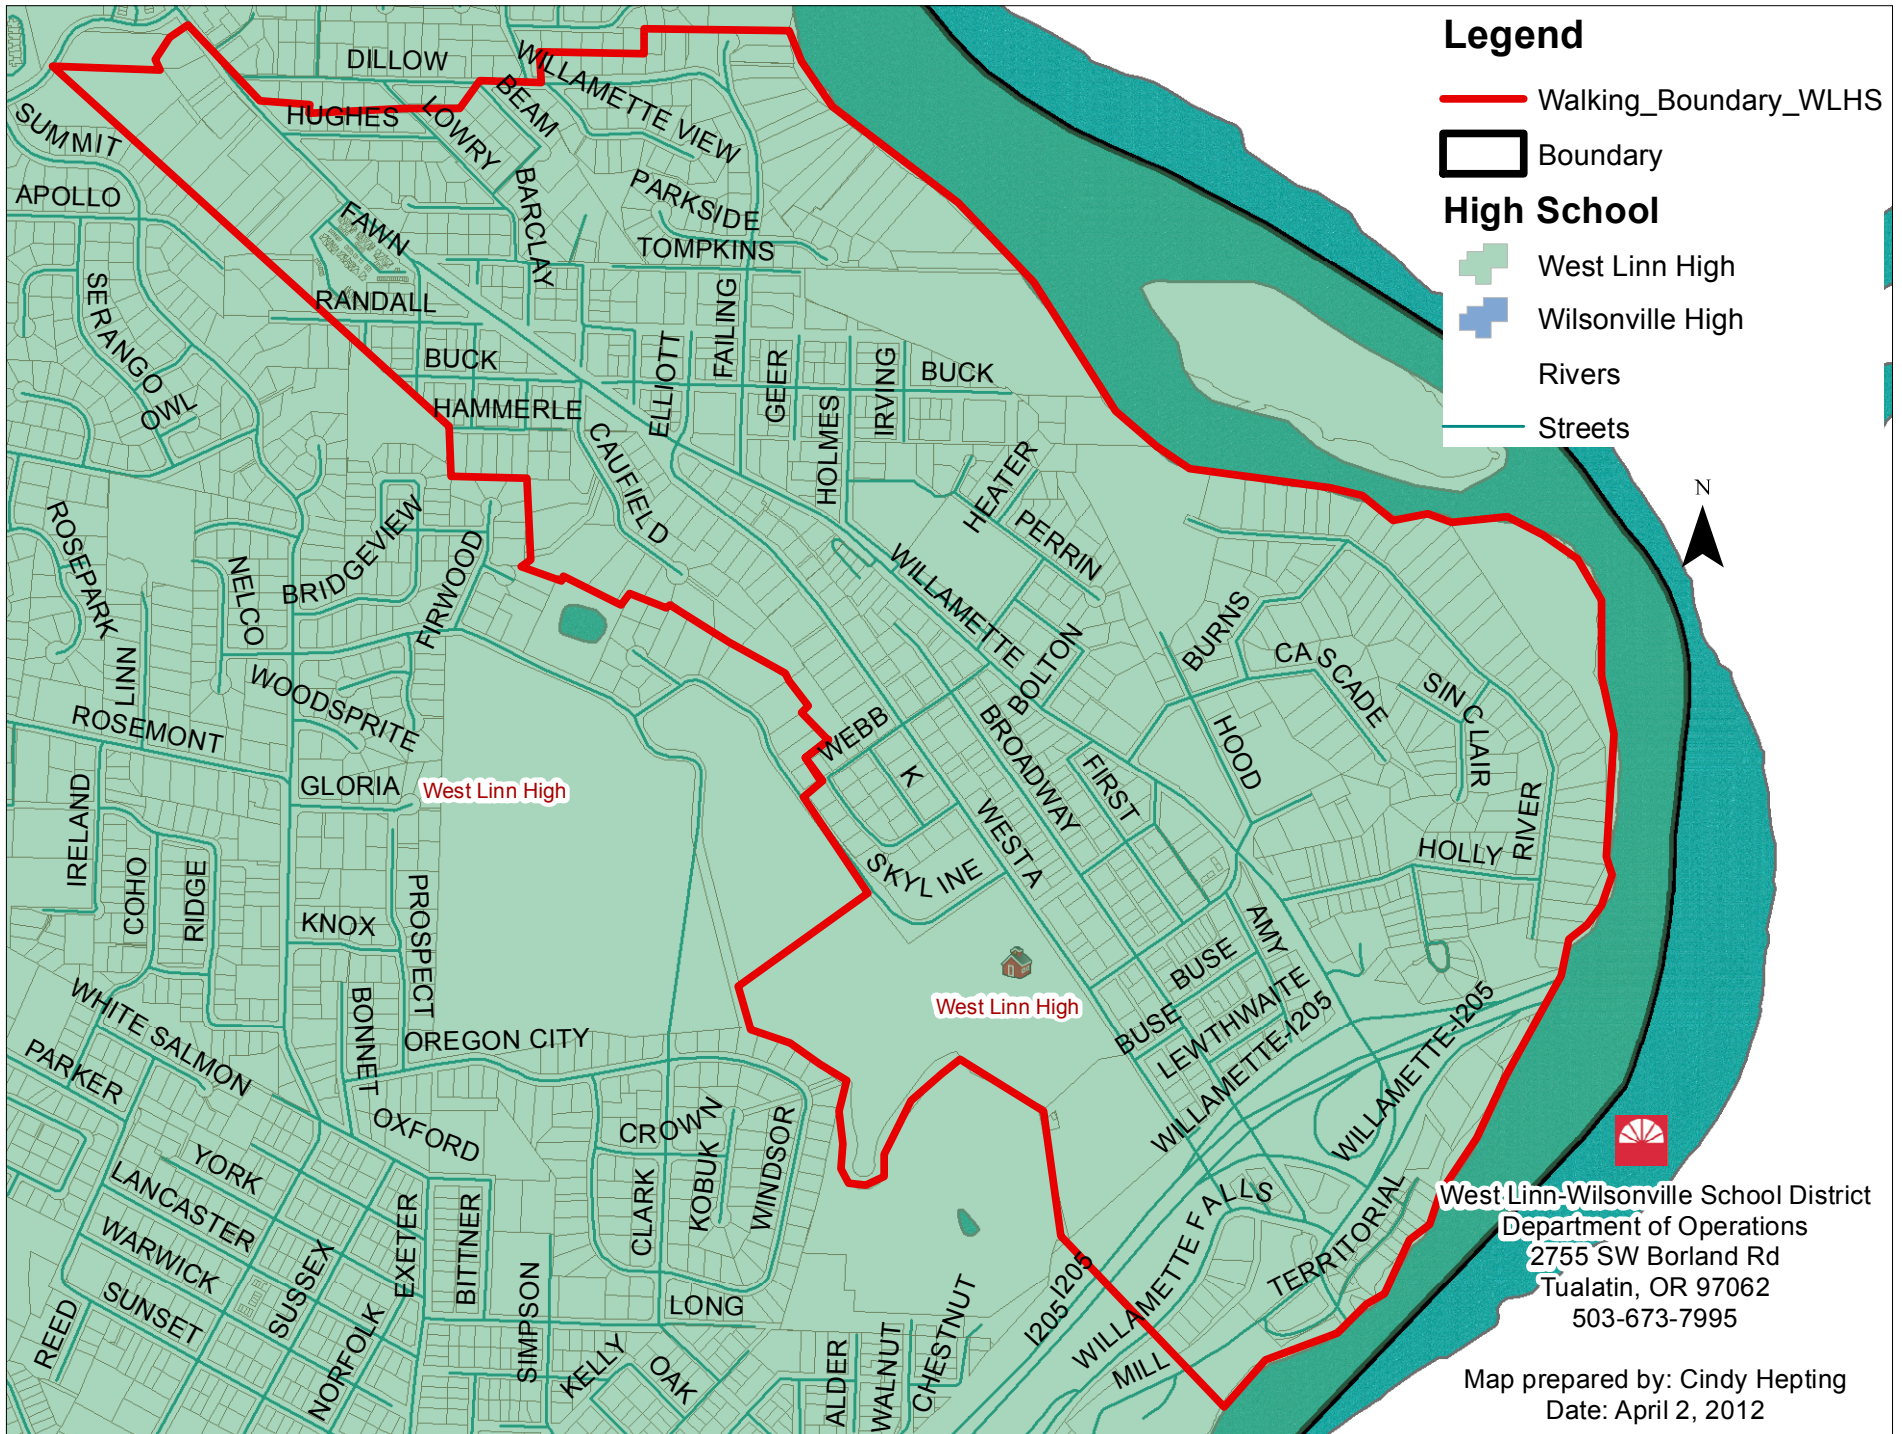 Legend
Walking_Boundary_WLHS
Boundary
High School
West Linn High
Wilsonville High
Rivers
Streets
N
DILLOW
WILLAMETTE VIEW
BEAM
HUGHES
LOWRY
SUMMIT
APOLLO
BARCLAY
PARKSIDE
TOMPKINS
FAWN
RANDALL
SERANGO
OWL
BUCK
HAMMERLE
ELLIOTT
FAILING
GEER
HOLMES
IRVING
BUCK
CAUFIELD
HEATER
PERRIN
ROSEPARK
NELCO
BRIDGEVIEW
FIRWOOD
WILLAMETTE
BOLTON
BURNS
CASCADE
SINCLAIR
LINN
WOODSPRITE
ROSEMONT
WEBB
K
BROADWAY
FIRST
HOOD
GLORIA
West Linn High
IRELAND
COHO
RIDGE
KNOX
PROSPECT
SKYLINE
WEST A
HOLLY
RIVER
AMY
BUSE
BUSE
LEWTHWAITE
WILLAMETTE-I205
WILLAMETTE-I205
West Linn High
WHITE SALMON
BONNET
OREGON CITY
PARKER
OXFORD
CROWN
KOBUK
WINDSOR
CLARK
YORK
LANCASTER
WARWICK
SUNSET
REED
SUSSEX
NORFOLK
EXETER
BITTNER
SIMPSON
LONG
KELLY
OAK
ALDER
WALNUT
CHESTNUT
I205
I205
WILLAMETTE FALLS
TERRITORIAL
MILL
West Linn-Wilsonville School District
Department of Operations
2755 SW Borland Rd
Tualatin, OR 97062
503-673-7995
Map prepared by: Cindy Hepting
Date: April 2, 2012